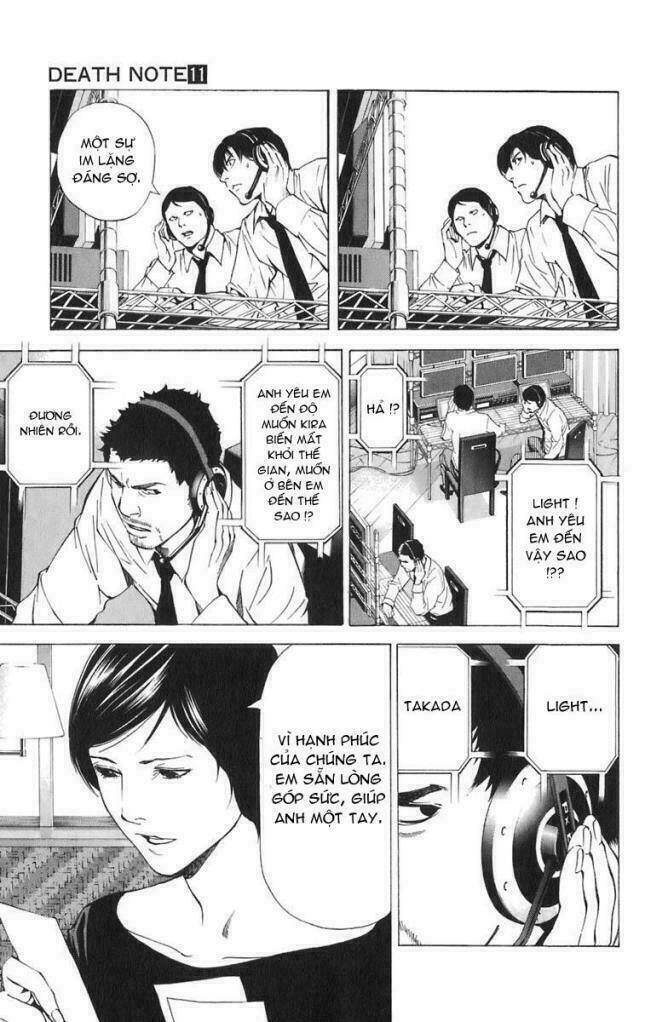 DEATH NOTE 11
MỘT SỰ
IM LẶNG
ĐÁNG SỢ.
HẢ !?
LIGHT !
ANH YÊU
EM ĐẾN
VẬY SAO
!??
ANH YÊU EM
ĐẾN ĐỘ
MUỐN KIRA
BIẾN MẤT
KHỎI THẾ
GIAN, MUỐN
Ở BÊN EM
ĐẾN THẾ
SAO !?
ĐƯƠNG
NHIÊN RỒI.
LIGHT...
TAKADA
VÌ HẠNH PHÚC
CỦA CHÚNG TA.
EM SẴN LÒNG
GÓP SỨC, GIÚP
ANH MỘT TAY.